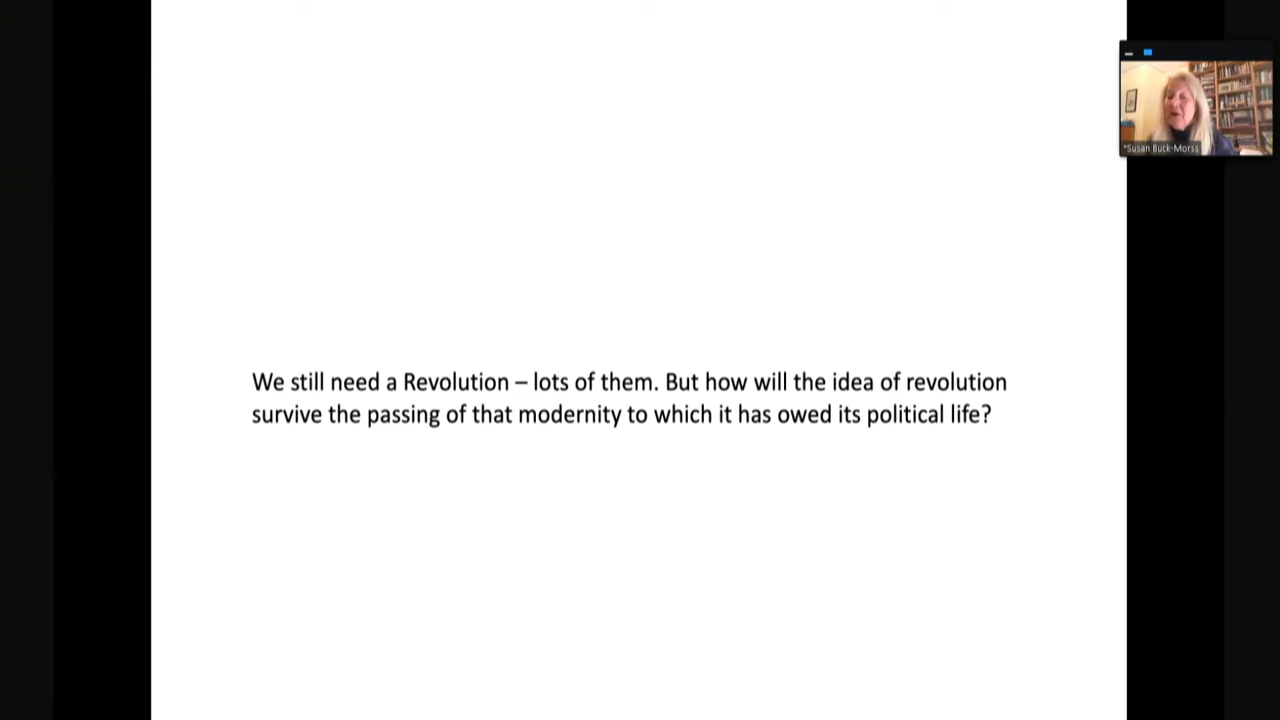 We still need a Revolution – lots of them. But how will the idea of revolution
survive the passing of that modernity to which it has owed its political life?
*Susan Buck-Morss